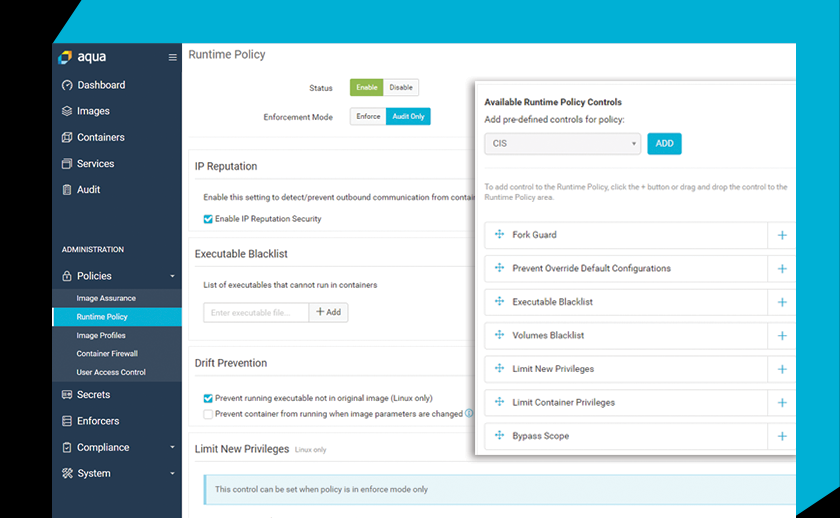 aqua
Dashboard
Images
Containers
Services
Audit
ADMINISTRATION
Policies
Image Assurance
Runtime Policy
Image Profiles
Container Firewall
User Access Control
Secrets
Enforcers
Compliance
System
Runtime Policy
Status Enable Disable
Enforcement Mode Enforce Audit Only
IP Reputation
Enable this setting to detect/prevent outbound communication from
Enable IP Reputation Security
Executable Blacklist
List of executables that cannot run in containers
Enter executable file... + Add
Drift Prevention
Prevent running executable not in original image (Linux only)
Prevent container from running when image parameters are changed
Limit New Privileges Linux only
This control can be set when policy is in enforce mode only
Available Runtime Policy Controls
Add pre-defined controls for policy:
CIS ADD
To add control to the Runtime Policy, click the + button or drag and drop the control to the
Runtime Policy area.
Fork Guard +
Prevent Override Default Configurations +
Executable Blacklist +
Volumes Blacklist +
Limit New Privileges +
Limit Container Privileges +
Bypass Scope +